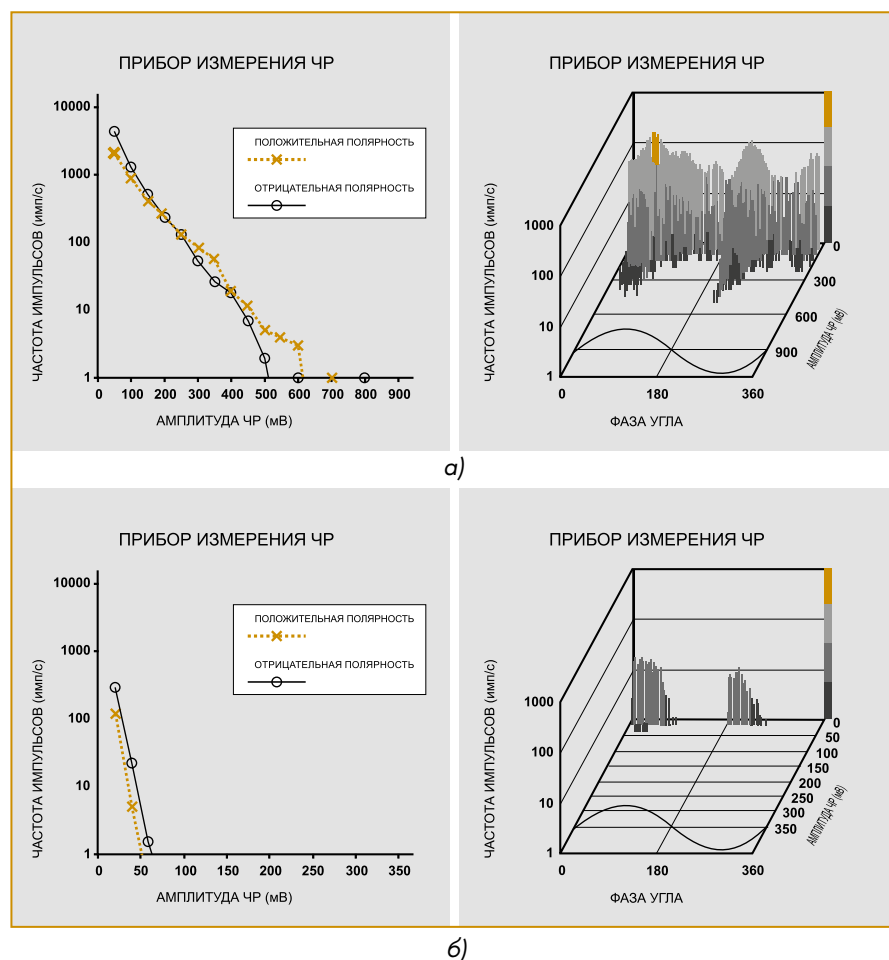 ПРИБОР ИЗМЕРЕНИЯ ЧР
ЧАСТОТА ИМПУЛЬСОВ (имп/с)
10000
1000
100
10
1
ПОЛОЖИТЕЛЬНАЯ ПОЛЯРНОСТЬ
ОТРИЦАТЕЛЬНАЯ ПОЛЯРНОСТЬ
0 100 200 300 400 500 600 700 800 900
АМПЛИТУДА ЧР (мВ)
ПРИБОР ИЗМЕРЕНИЯ ЧР
ЧАСТОТА ИМПУЛЬСОВ (имп/с)
1000
100
10
1
0
300
600
900
АМПЛИТУДА ЧР (мВ)
0 180 360
ФАЗА УГЛА
а)
ПРИБОР ИЗМЕРЕНИЯ ЧР
ЧАСТОТА ИМПУЛЬСОВ (имп/с)
10000
1000
100
10
1
ПОЛОЖИТЕЛЬНАЯ ПОЛЯРНОСТЬ
ОТРИЦАТЕЛЬНАЯ ПОЛЯРНОСТЬ
0 50 100 150 200 250 300 350
АМПЛИТУДА ЧР (мВ)
ПРИБОР ИЗМЕРЕНИЯ ЧР
ЧАСТОТА ИМПУЛЬСОВ (имп/с)
1000
100
10
1
0
50
100
150
200
250
300
350
АМПЛИТУДА ЧР (мВ)
0 180 360
ФАЗА УГЛА
б)